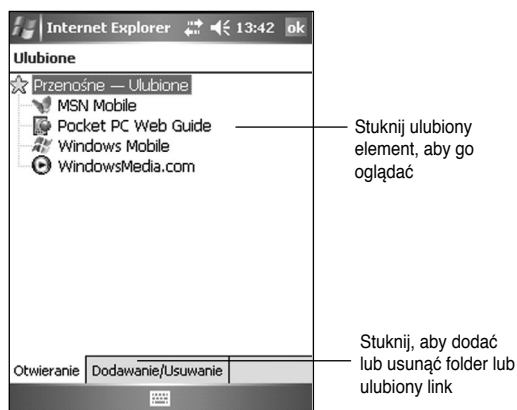 Internet Explorer 13:42 ok
Ulubione
Przenośne — Ulubione
MSN Mobile
Pocket PC Web Guide
Windows Mobile
WindowsMedia.com
Stuknij ulubiony
element, aby go
oglądać
Stuknij, aby dodać
lub usunąć folder lub
ulubiony link
Otwieranie Dodawanie/Usuwanie